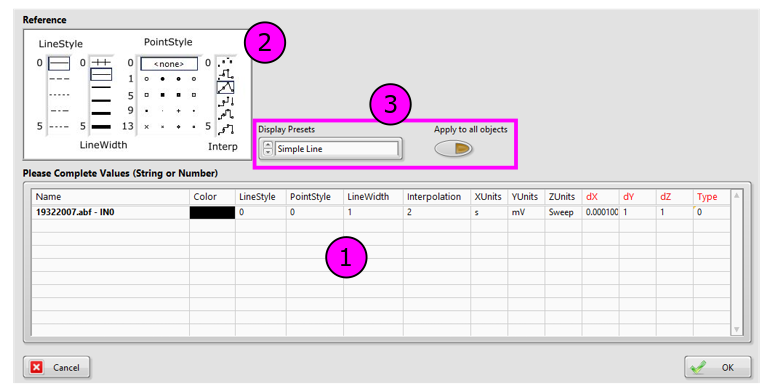 Reference
LineStyle
PointStyle
2
0
0
0
<none>
0
1
5
9
5
5
13
5
LineWidth
Interp
3
Display Presets
Apply to all objects
Simple Line
Please Complete Values (String or Number)
Name Color LineStyle PointStyle LineWidth Interpolation XUnits YUnits ZUnits dX dY dZ Type
19322007.abf - IN0 0 0 1 2 s mV Sweep 0.000100 1 1 0
1
Cancel
OK